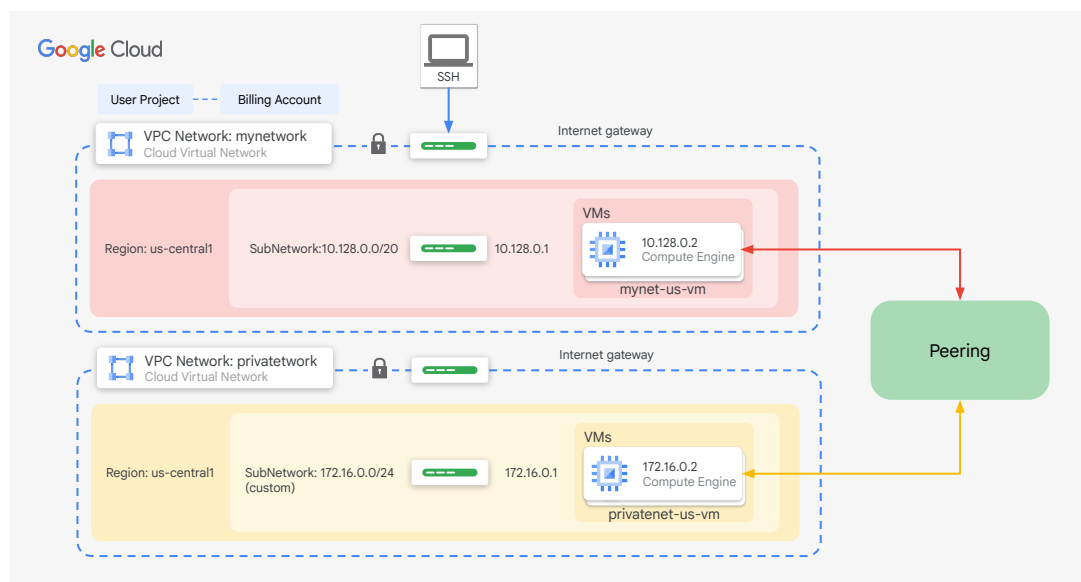 Google Cloud
SSH
User Project
Billing Account
VPC Network: mynetwork
Cloud Virtual Network
Internet gateway
Region: us-central1
SubNetwork:10.128.0.0/20
10.128.0.1
VMs
10.128.0.2
Compute Engine
mynet-us-vm
Peering
VPC Network: privatetwork
Cloud Virtual Network
Internet gateway
Region: us-central1
SubNetwork: 172.16.0.0/24
(custom)
172.16.0.1
VMs
172.16.0.2
Compute Engine
privatenet-us-vm